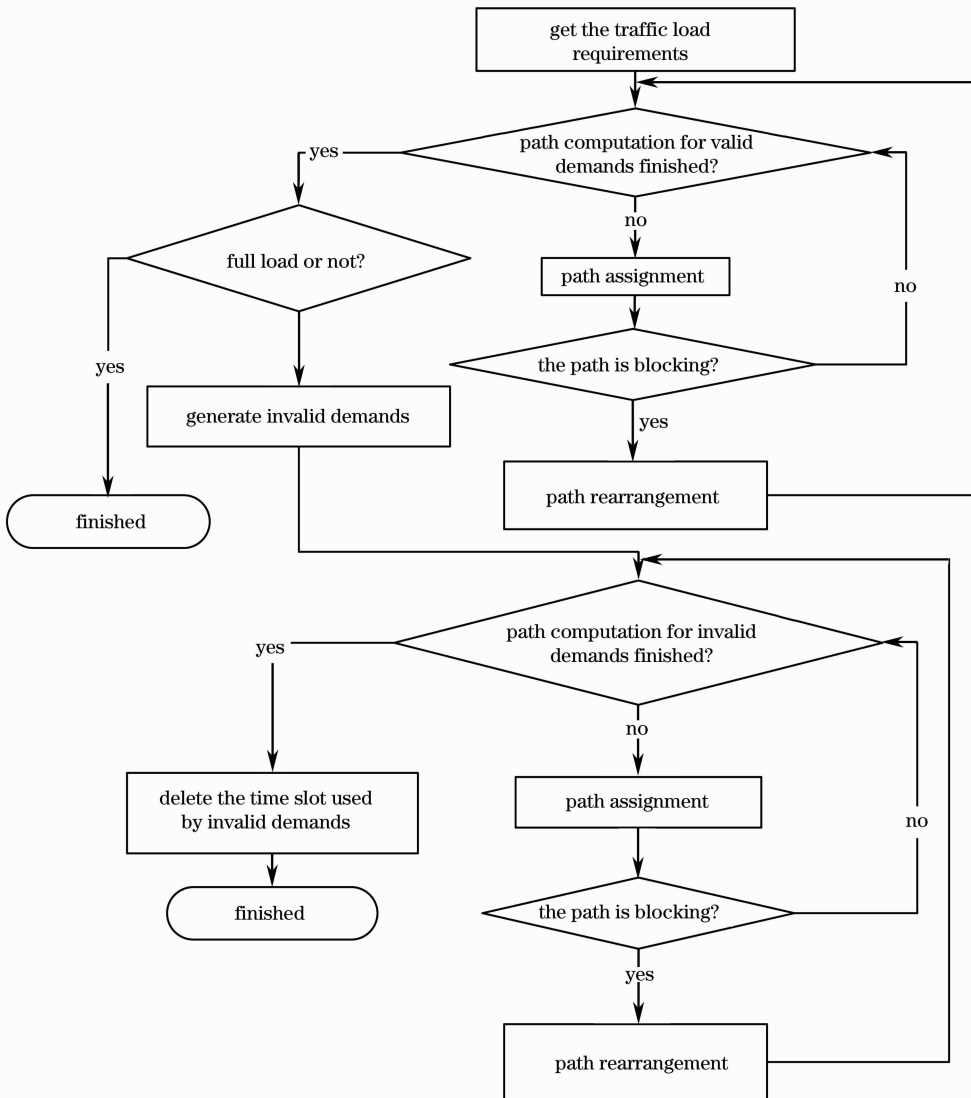 get the traffic load
requirements
path computation for valid
demands finished?
yes
no
full load or not?
path assignment
no
the path is blocking?
yes
yes
generate invalid demands
path rearrangement
finished
path computation for invalid
demands finished?
yes
no
delete the time slot used
by invalid demands
path assignment
no
finished
the path is blocking?
yes
path rearrangement